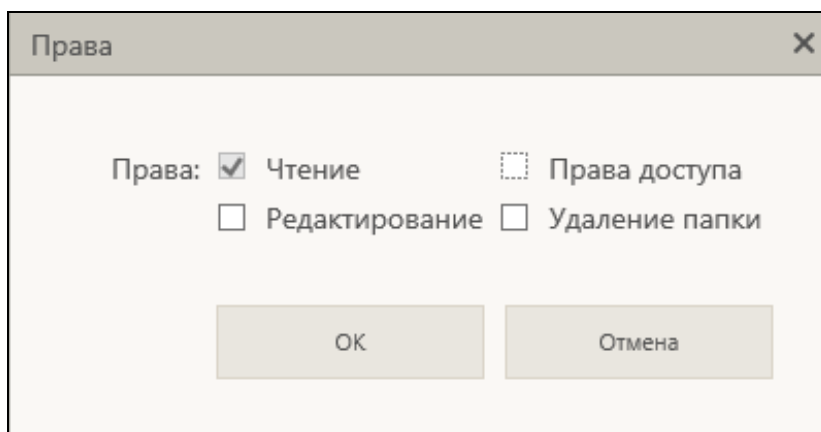 Права
Права: Чтение Права доступа
Редактирование Удаление папки
ОК Отмена